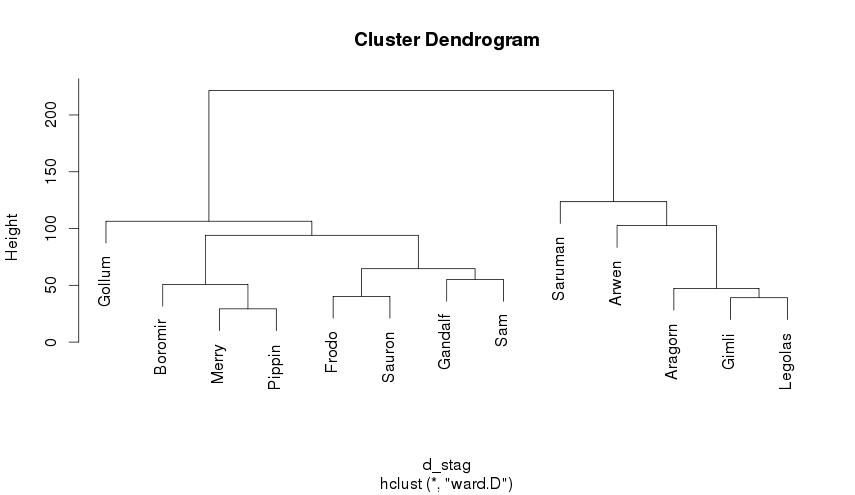 Cluster Dendrogram
Height
200
150
100
50
0
Gollum
Boromir
Merry
Pippin
Frodo
Sauron
Gandalf
Sam
Saruman
Arwen
Aragorn
Gimli
Legolas
d_stag
hclust (*, "ward.D")